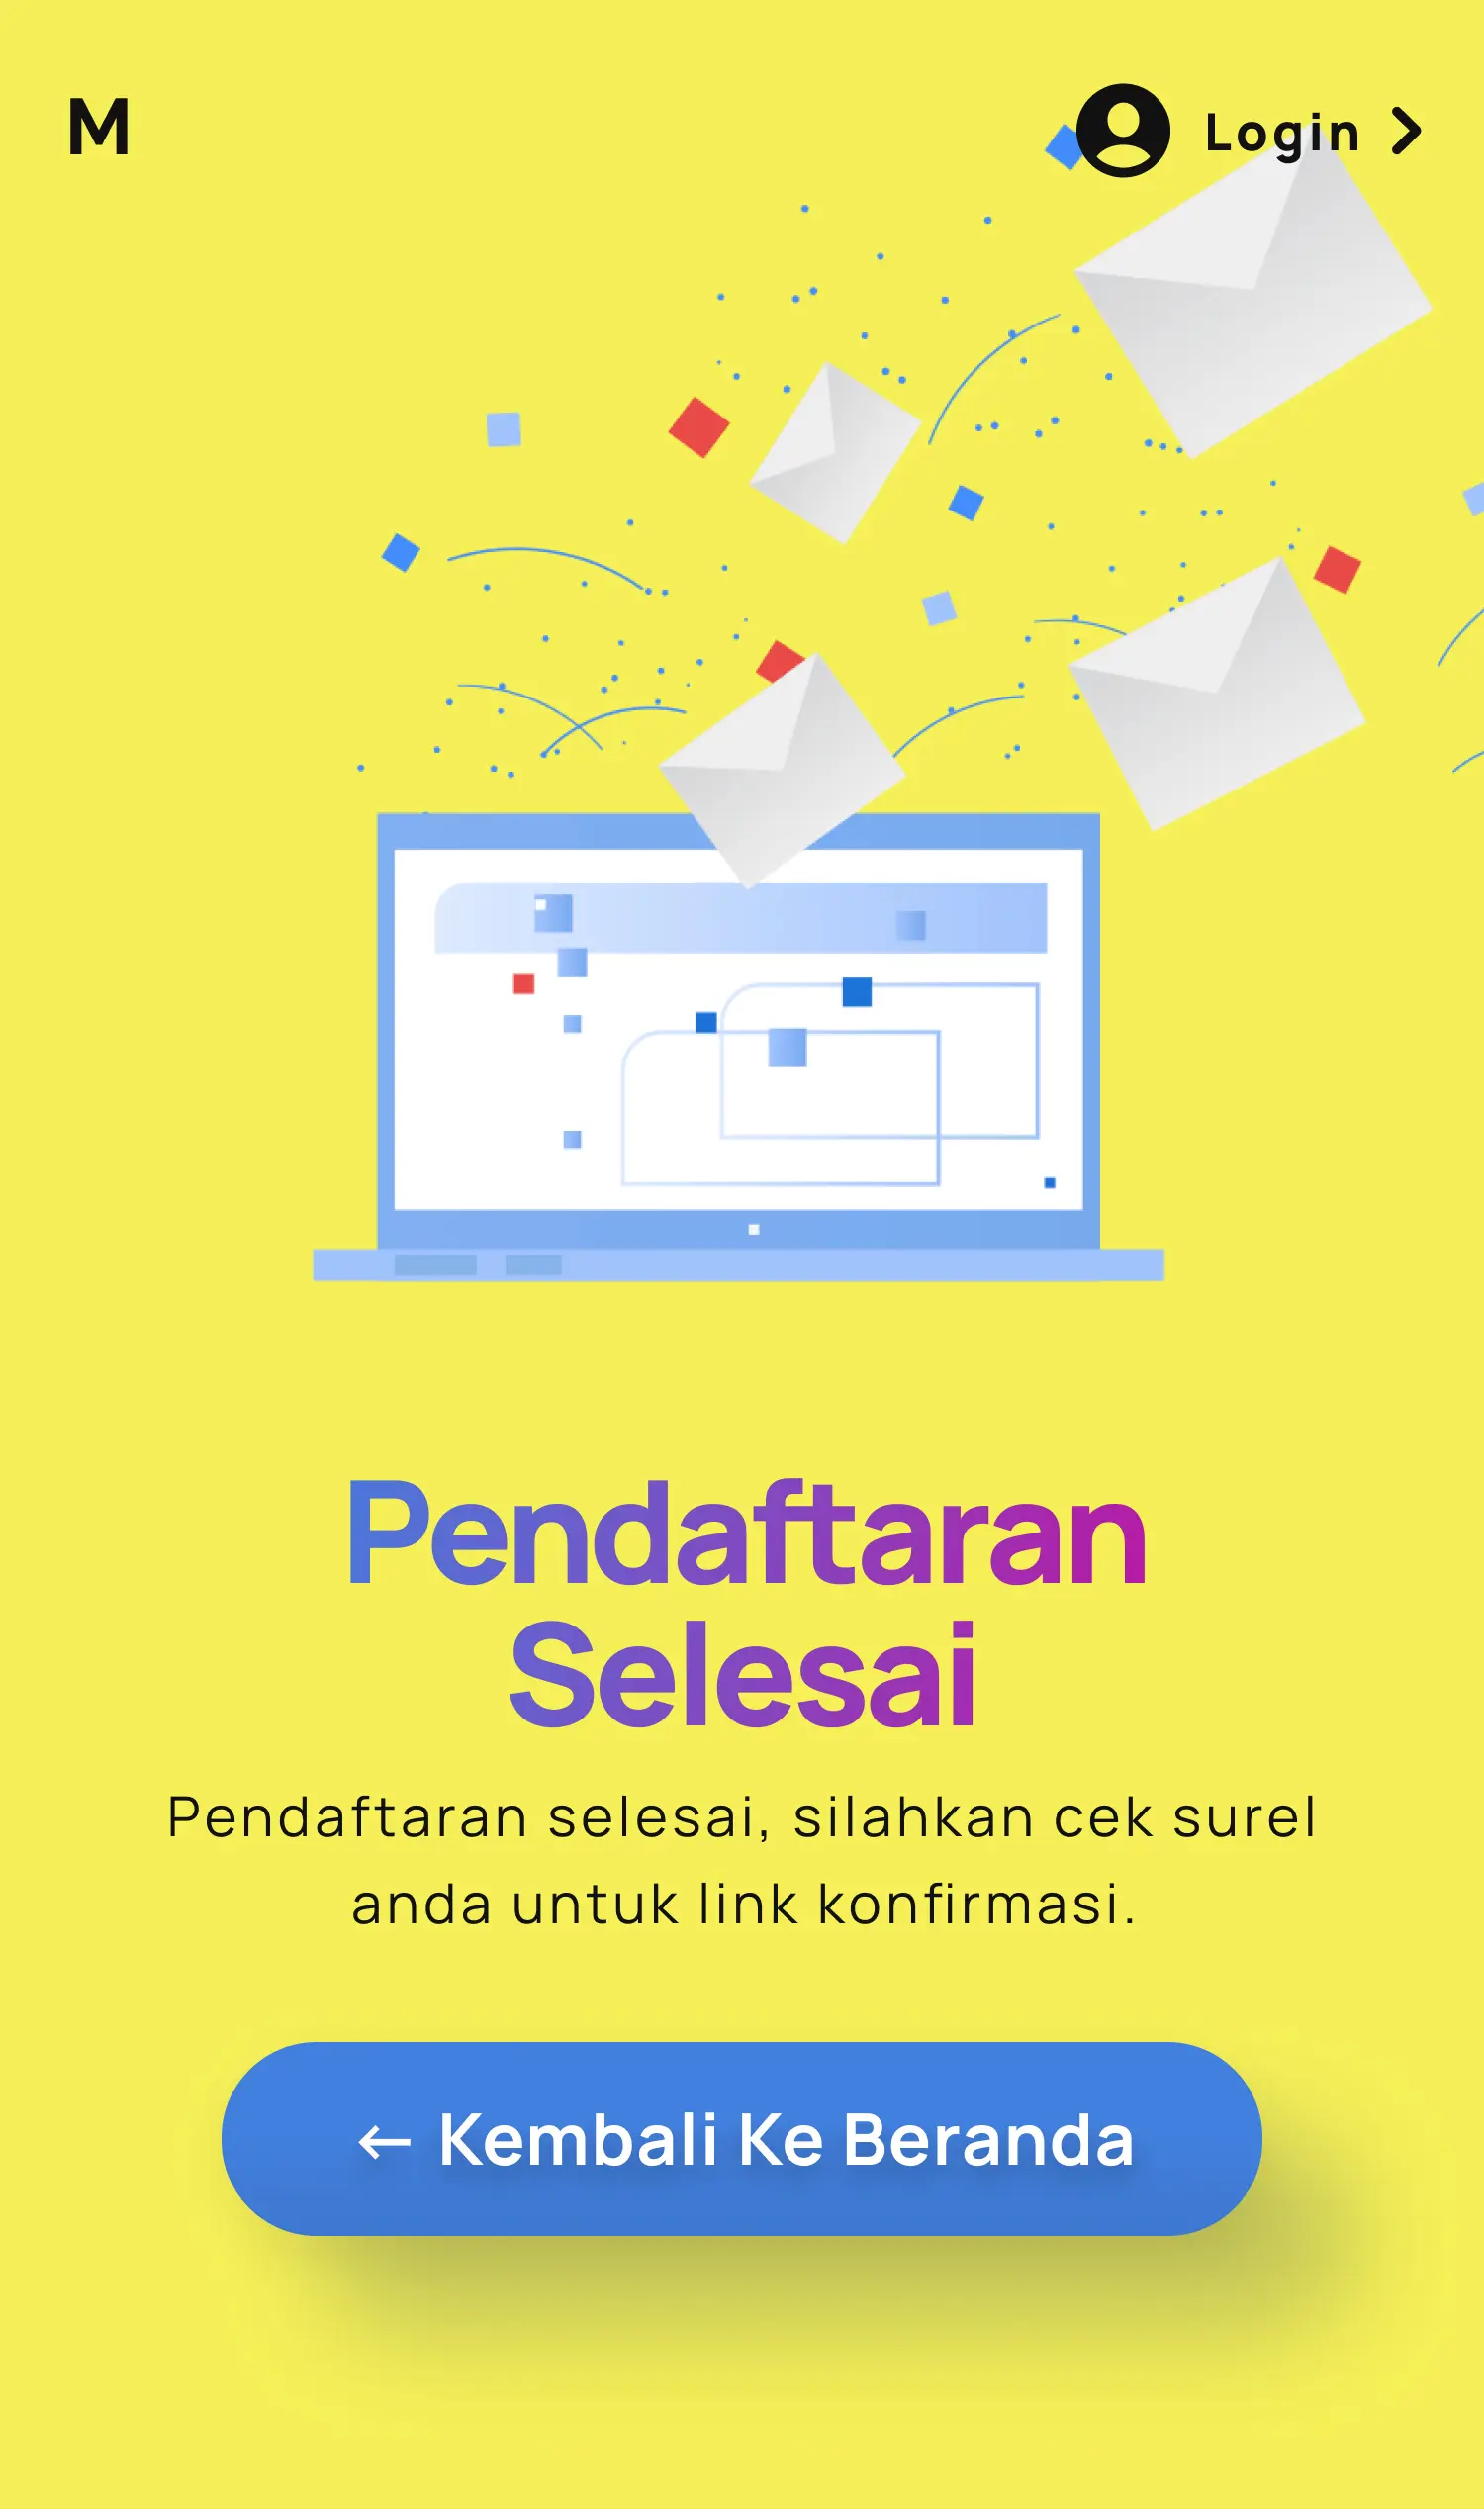 M
Login
Pendaftaran
Selesai
Pendaftaran selesai, silahkan cek surel
anda untuk link konfirmasi.
← Kembali Ke Beranda